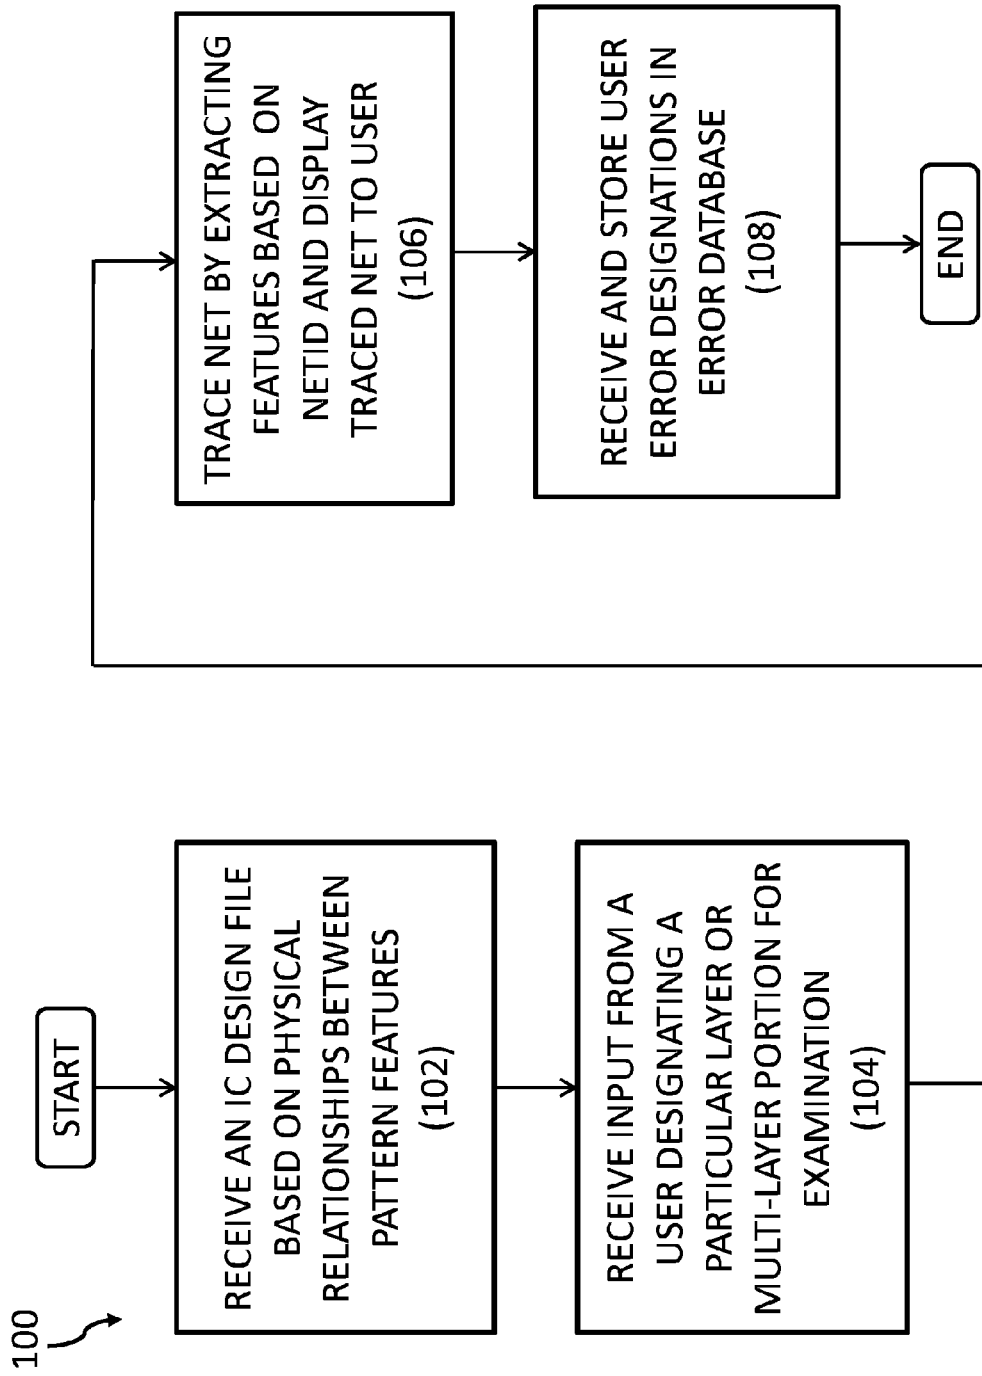 100
START
RECEIVE AN IC DESIGN FILE
BASED ON PHYSICAL
RELATIONSHIPS BETWEEN
PATTERN FEATURES
(102)
RECEIVE INPUT FROM A
USER DESIGNATING A
PARTICULAR LAYER OR
MULTI-LAYER PORTION FOR
EXAMINATION
(104)
TRACE NET BY EXTRACTING
FEATURES BASED ON
NETID AND DISPLAY
TRACED NET TO USER
(106)
RECEIVE AND STORE USER
ERROR DESIGNATIONS IN
ERROR DATABASE
(108)
END